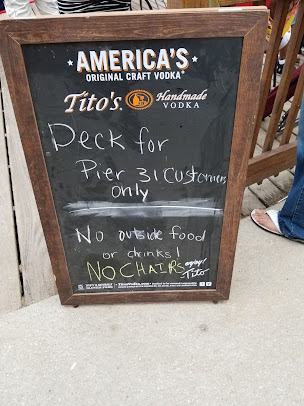 ★ AMERICA'S ★
ORIGINAL CRAFT VODKA®
Tito's Handmade
VODKA
Deck for
Pier 31 Customers
only
No outside food
or drinks!
NO CHAIRS enjoy!
Tito